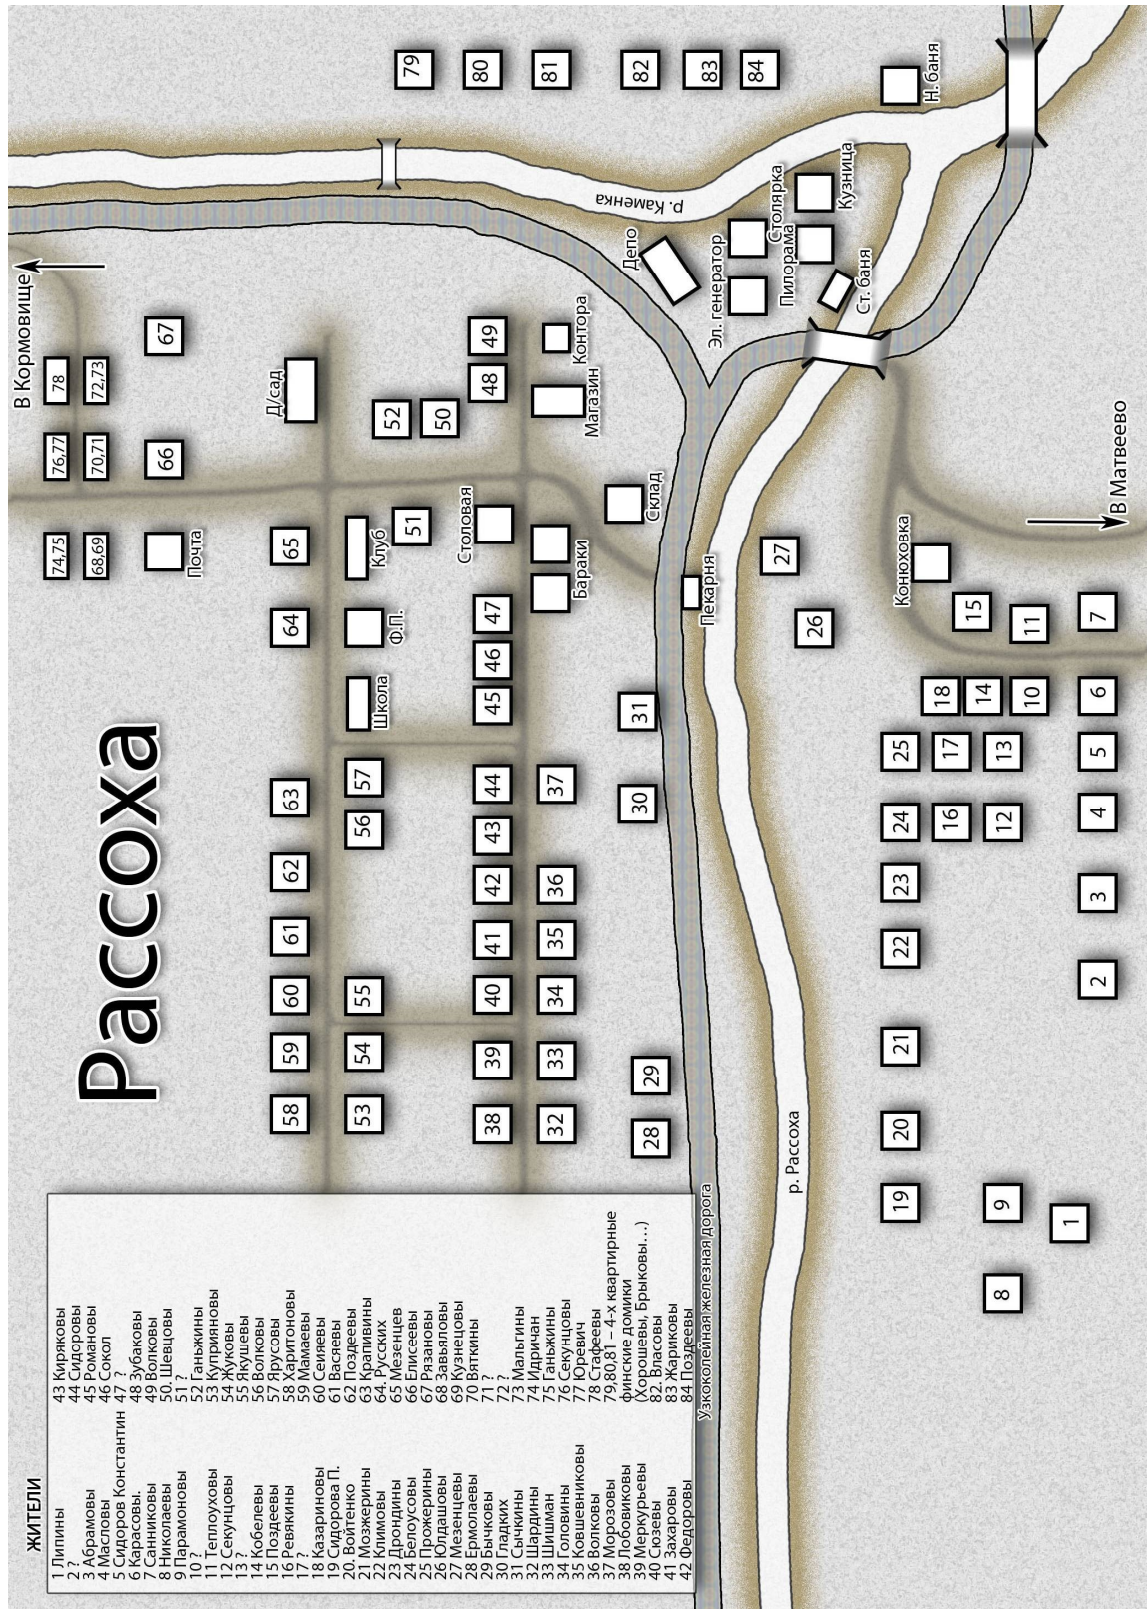 Рассоха
В Кормовище
В Матвеево
р. Каменка
р. Рассоха
Узкоколейная железная дорога
Н. баня
Кузница
Столярка
Пилорама
Ст. баня
Эл. генератор
Депо
Контора
Магазин
Д/сад
Склад
Столовая
Бараки
Клуб
Ф.П.
Школа
Почта
Пекарня
Конюховка
79
80
81
82
83
84
78
72,73
76,77
70,71
74,75
68,69
67
66
65
64
63
62
61
60
59
58
57
56
55
54
53
52
50
51
49
48
47
46
45
44
43
42
41
40
39
38
37
36
35
34
33
32
31
30
29
28
27
26
25
24
23
22
21
20
19
18
17
16
15
14
13
12
11
10
9
8
7
6
5
4
3
2
1
ЖИТЕЛИ
1 Липины
2 ?
3 Абрамовы
4 Масловы
5 Сидоров Константин
6 Карасовы.
7 Санниковы
8 Николаевы
9 Парамоновы
10 ?
11 Теплоуховы
12 Секунцовы
13 ?
14 Кобелевы
15 Поздеевы
16 Ревякины
17 ?
18 Казариновы
19 Сидорова П.
20. Войтенко
21 Мозжерины
22 Климовы
23 Дрондины
24 Белоусовы
25 Прожерины
26 Юлдашовы
27 Мезенцевы
28 Ермолаевы
29 Бычковы
30 Гладких
31 Сычкины
32 Шардины
33 Шишман
34 Головины
35 Ковшевниковы
36 Волковы
37 Морозовы
38 Лобовиковы
39 Меркурьевы
40 Сюзевы
41 Захаровы
42 Федоровы
43 Киряковы
44 Сидоровы
45 Романовы
46 Сокол
47 ?
48 Зубаковы
49 Волковы
50. Шевцовы
51 ?
52 Ганьжины
53 Куприяновы
54 Жуковы
55 Якушевы
56 Волковы
57 Ярусовы
58 Харитоновы
59 Мамаевы
60 Сеияевы
61 Васяевы
62 Поздеевы
63 Крапивины
64. Русских
65 Мезенцев
66 Елисеевы
67 Рязановы
68 Завьяловы
69 Кузнецовы
70 Вяткины
71 ?
72 ?
73 Мальгины
74 Идричан
75 Ганьжины
76 Секунцовы
77 Юревич
78 Стафеевы
79,80,81 – 4-х квартирные
финские домики
(Хорошевы, Брыковы…)
82. Власовы
83 Жариковы
84 Поздеевы